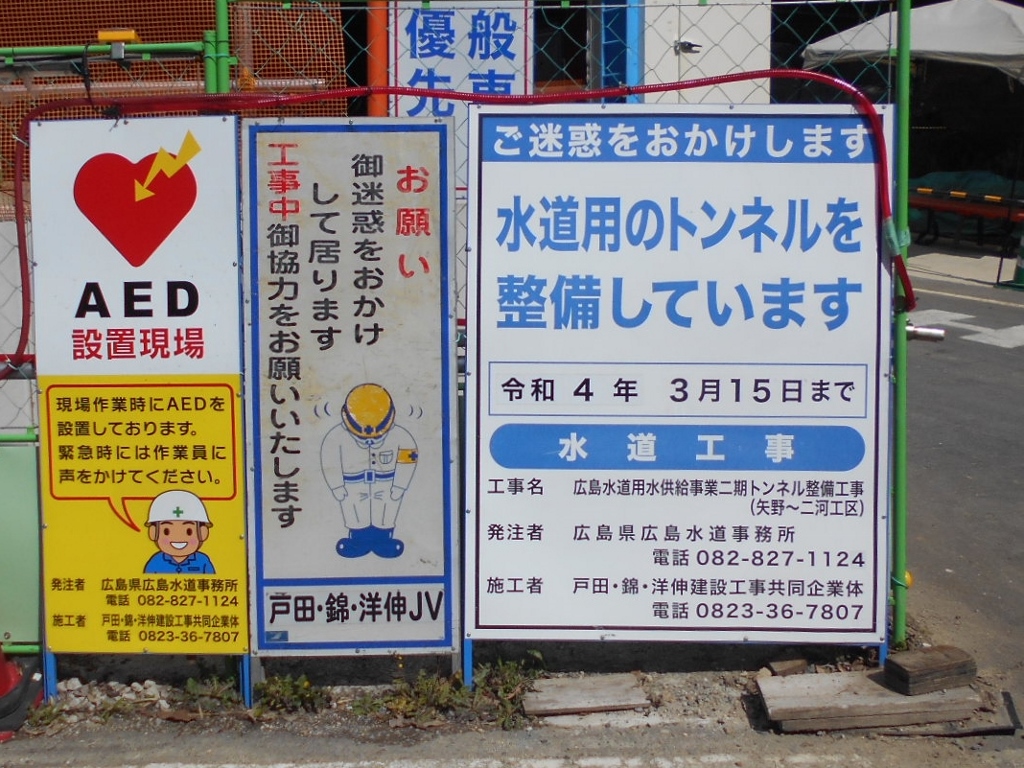 優先
般車
AED
設置現場
現場作業時にAEDを
設置しております。
緊急時には作業員に
声をかけてください。
発注者 広島県広島水道事務所
電話 082-827-1124
施工者 戸田・錦・洋伸建設工事共同企業体
電話 0823-36-7807
お願い
御迷惑をおかけ
して居ります
工事中御協力をお願いいたします
戸田・錦・洋伸JV
ご迷惑をおかけします
水道用のトンネルを
整備しています
令和 4 年 3月15日まで
水道工事
工事名 広島水道用水供給事業二期トンネル整備工事
(矢野~二河工区)
発注者 広島県広島水道事務所
電話 082-827-1124
施工者 戸田・錦・洋伸建設工事共同企業体
電話 0823-36-7807